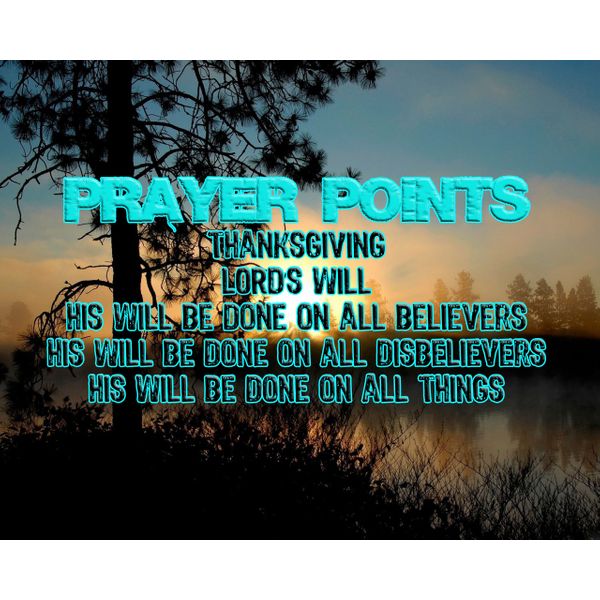 PRAYER POINTS
THANKSGIVING
LORDS WILL
HIS WILL BE DONE ON ALL BELIEVERS
HIS WILL BE DONE ON ALL DISBELIEVERS
HIS WILL BE DONE ON ALL THINGS